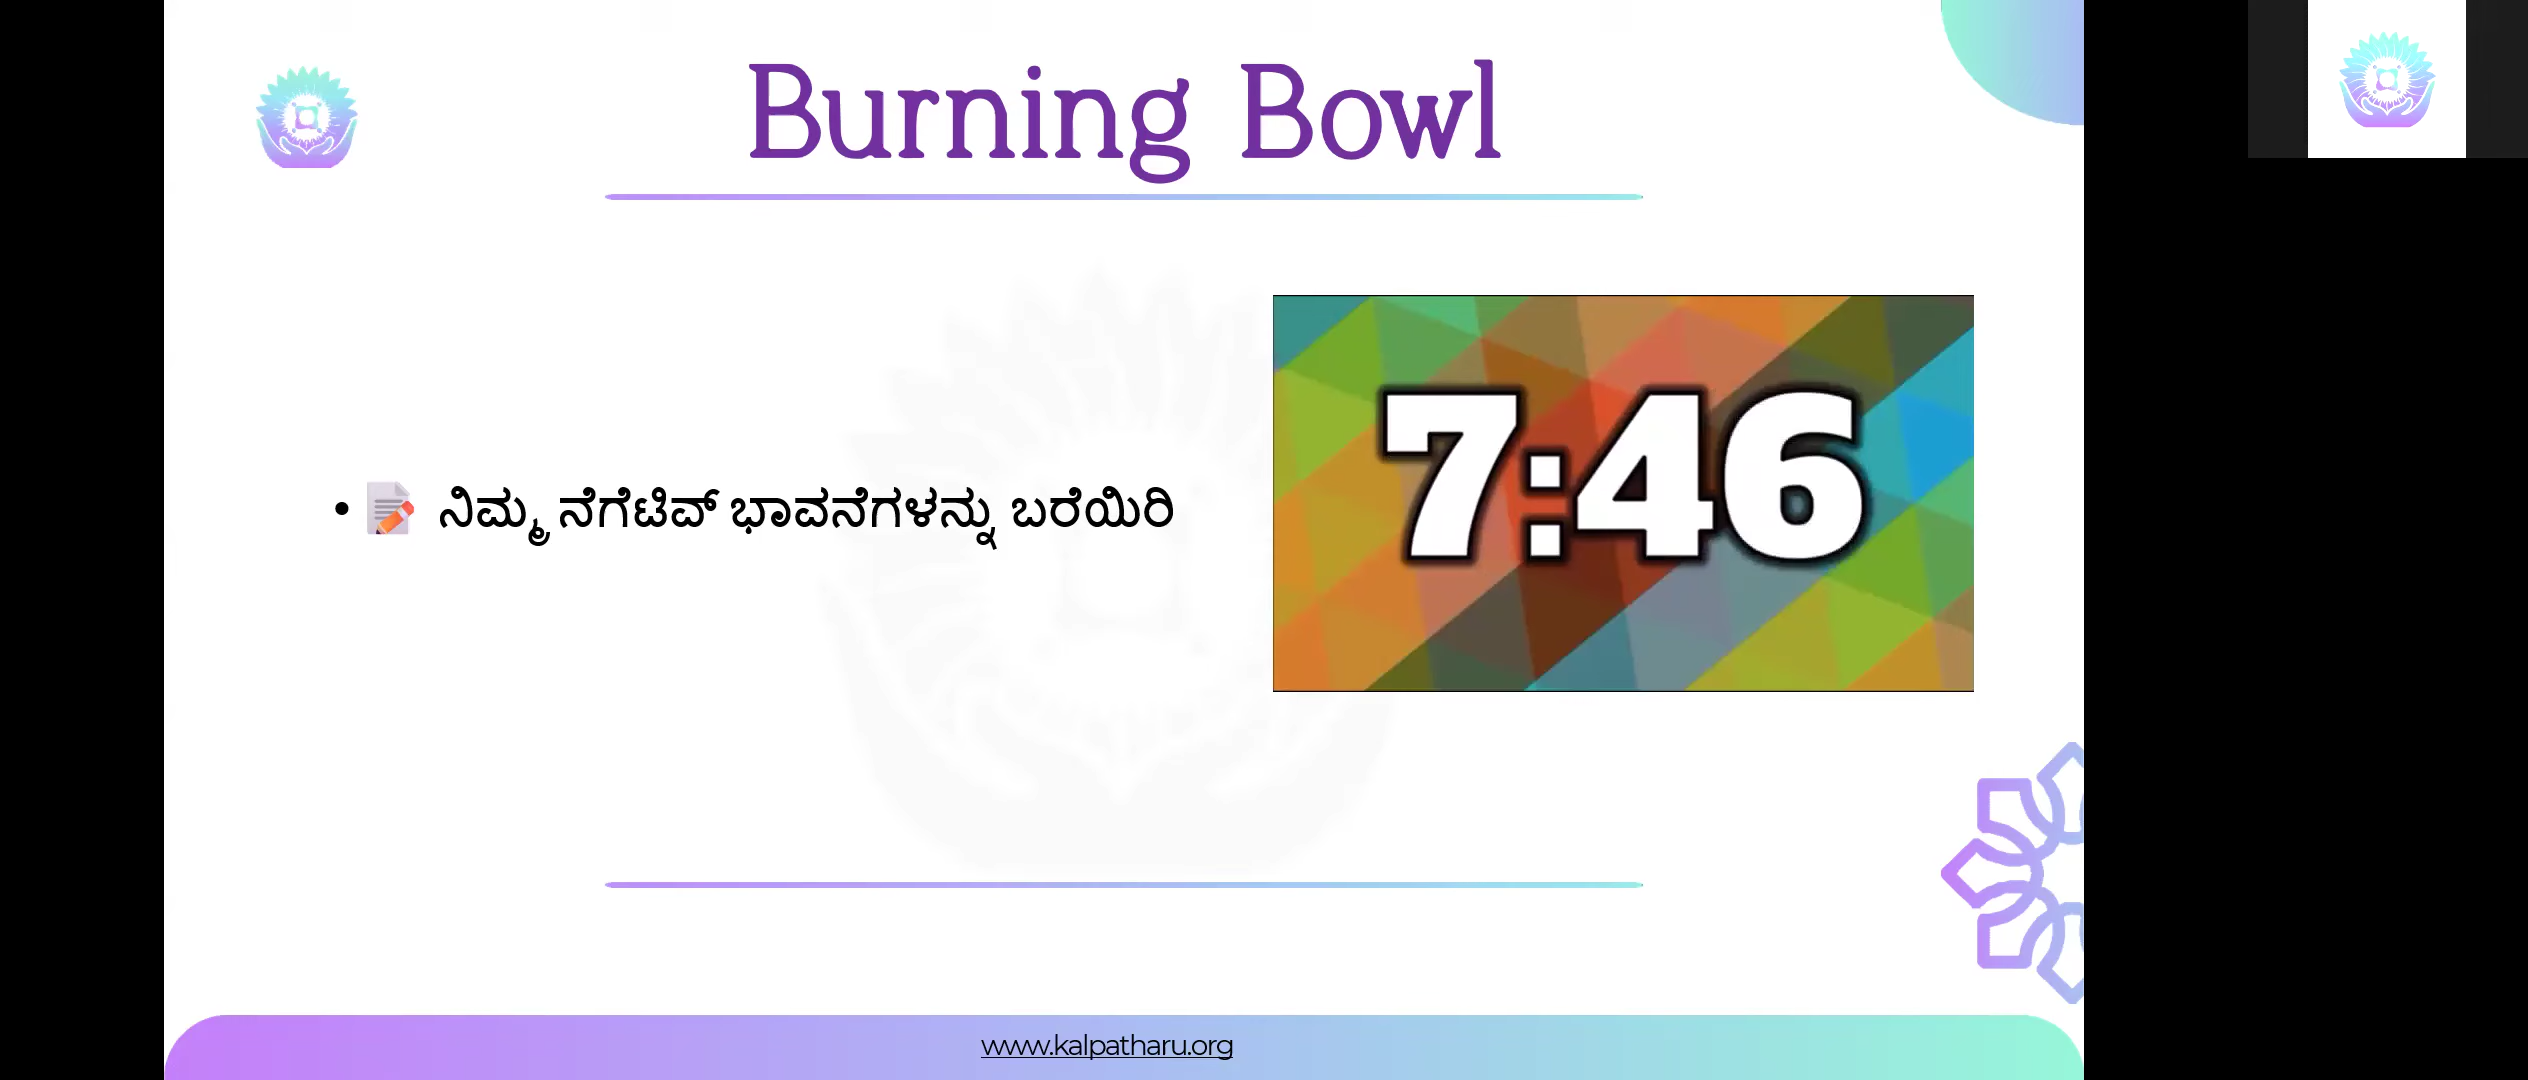 Burning Bowl
• 📝 ನಿಮ್ಮ ನೆಗೆಟಿವ್ ಭಾವನೆಗಳನ್ನು ಬರೆಯಿರಿ
7:46
www.kalpatharu.org